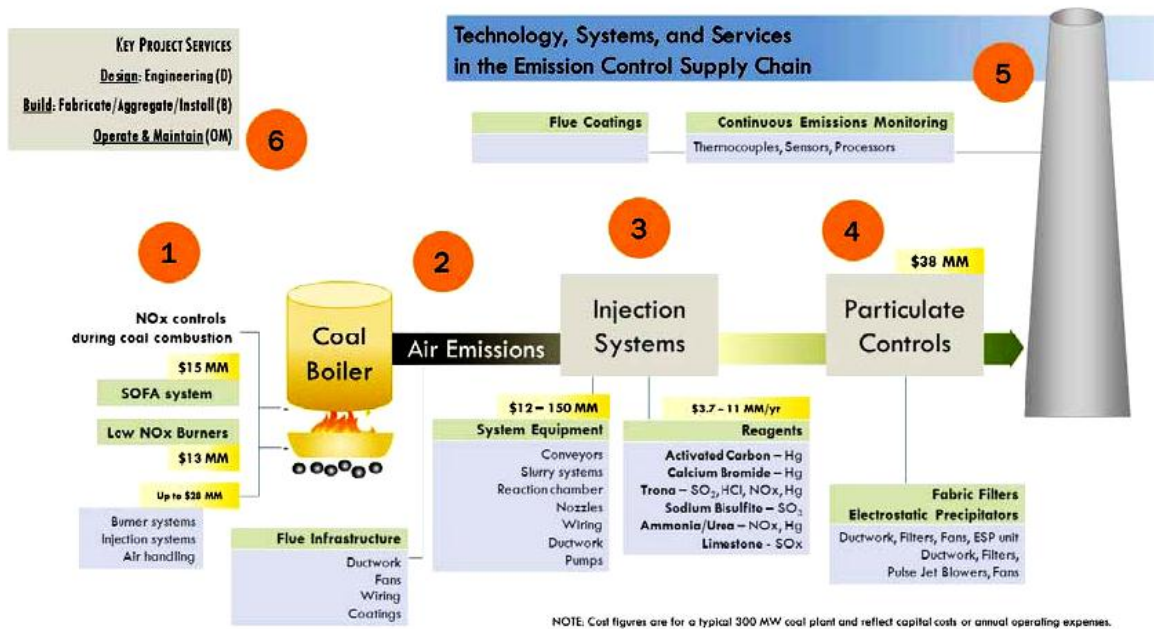 KEY PROJECT SERVICES
Design: Engineering (D)
Build: Fabricate/Aggregate/Install (B)
Operate & Maintain (OM)
6
Technology, Systems, and Services
in the Emission Control Supply Chain
5
Flue Coatings
Continuous Emissions Monitoring
Thermocouples, Sensors, Processors
1
NOx controls
during coal combustion
$15 MM
SOFA system
Low NOx Burners
$13 MM
Up to $28 MM
Burner systems
Injection systems
Air handling
Coal
Boiler
2
Air Emissions
Flue Infrastructure
Ductwork
Fans
Wiring
Coatings
3
Injection
Systems
$12 – 150 MM
System Equipment
Conveyors
Slurry systems
Reaction chamber
Nozzles
Wiring
Ductwork
Pumps
$3.7 – 11 MM/yr
Reagents
Activated Carbon – Hg
Calcium Bromide – Hg
Trona – SO₂, HCl, NOx, Hg
Sodium Bisulfite – SO₂
Ammonia/Urea – NOx, Hg
Limestone - SOx
4
$38 MM
Particulate
Controls
Fabric Filters
Electrostatic Precipitators
Ductwork, Filters, Fans, ESP unit
Ductwork, Filters,
Pulse Jet Blowers, Fans
NOTE: Cost figures are for a typical 300 MW coal plant and reflect capital costs or annual operating expenses.